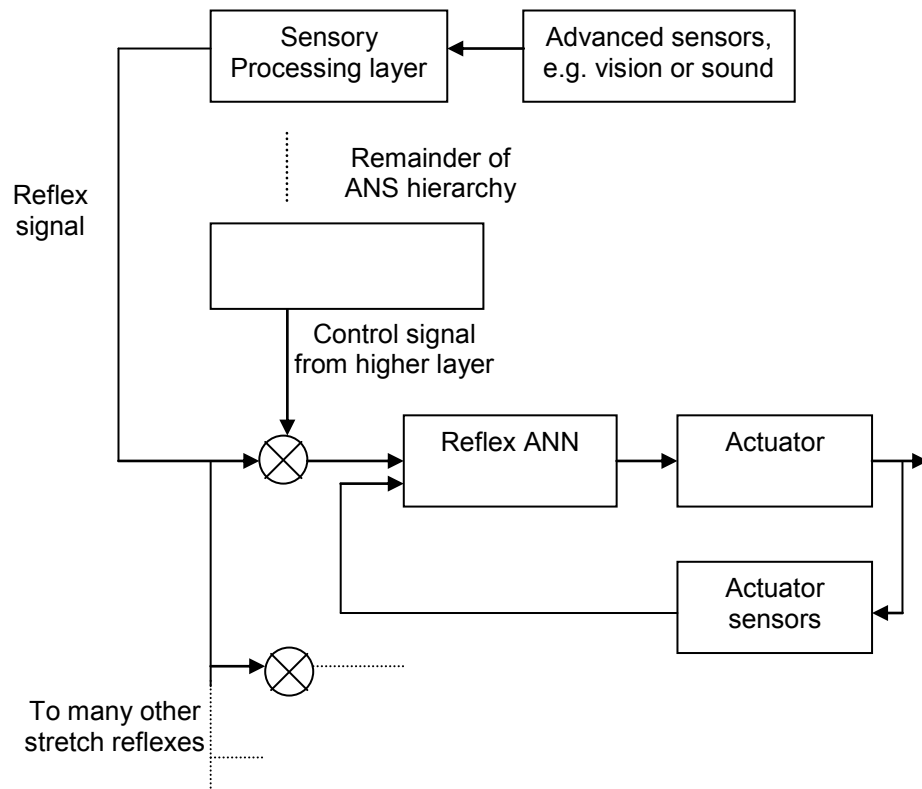 Sensory
Processing layer
Advanced sensors,
e.g. vision or sound
Remainder of
ANS hierarchy
Reflex
signal
Control signal
from higher layer
Reflex ANN
Actuator
Actuator
sensors
To many other
stretch reflexes